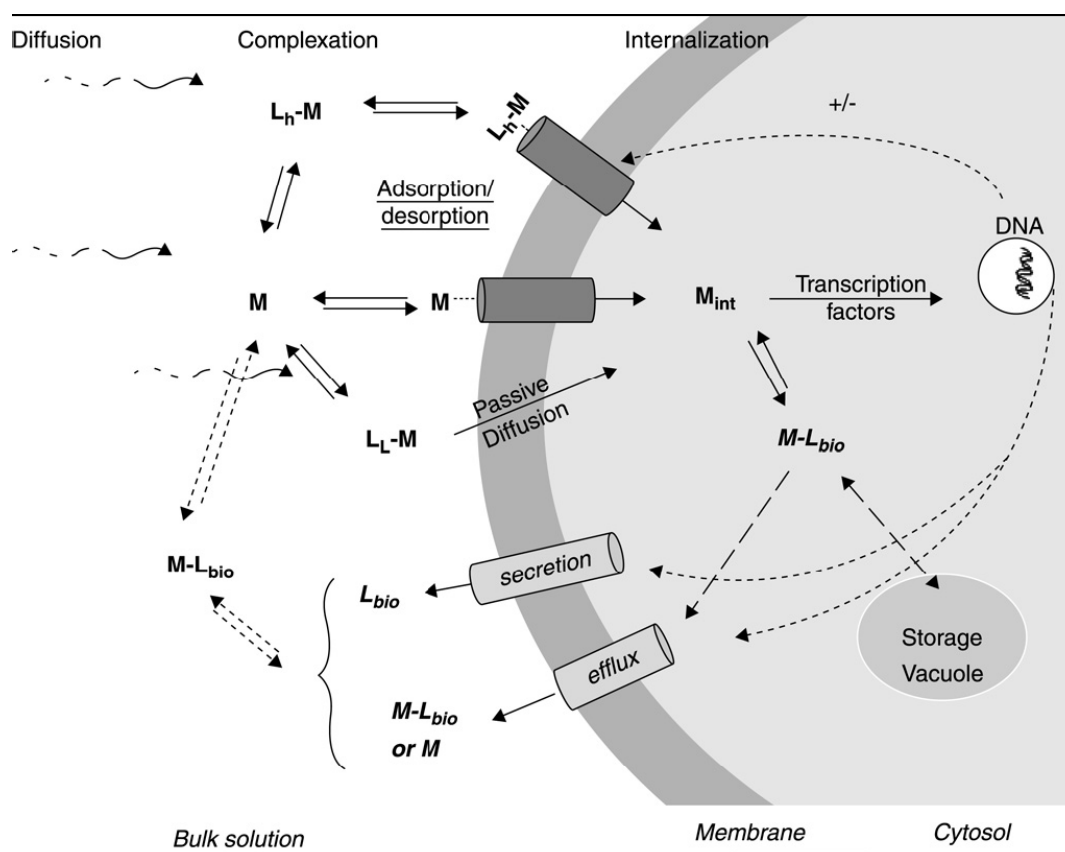 Diffusion
Complexation
Internalization
Lh-M
Lh-M
+/-
Adsorption/
desorption
DNA
M
M
Mint
Transcription
factors
Passive
Diffusion
LL-M
M-Lbio
M-Lbio
secretion
Lbio
efflux
Storage
Vacuole
M-Lbio
or M
Bulk solution
Membrane
Cytosol